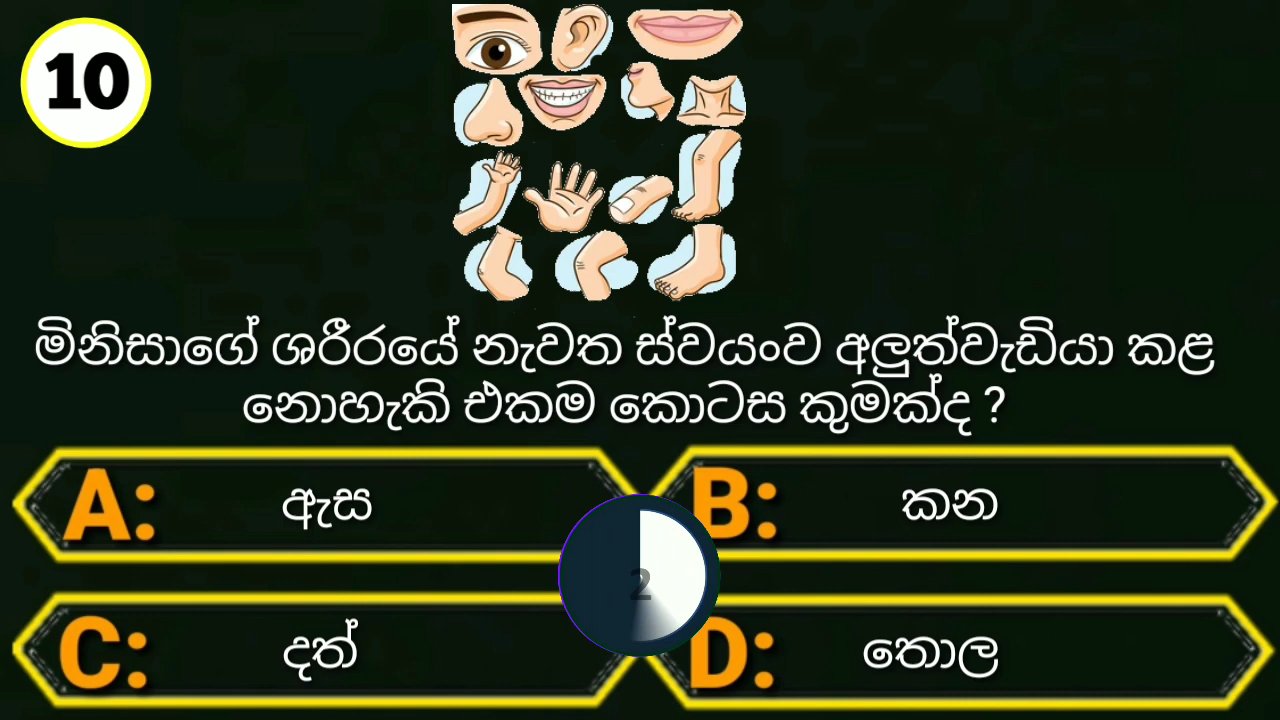 10
මිනිසාගේ ශරීරයේ නැවත ස්වයංව අලුත්වැඩියා කළ
නොහැකි එකම කොටස කුමක්ද ?
A: ඇස
B: කන
2
C: දත්
D: තොල